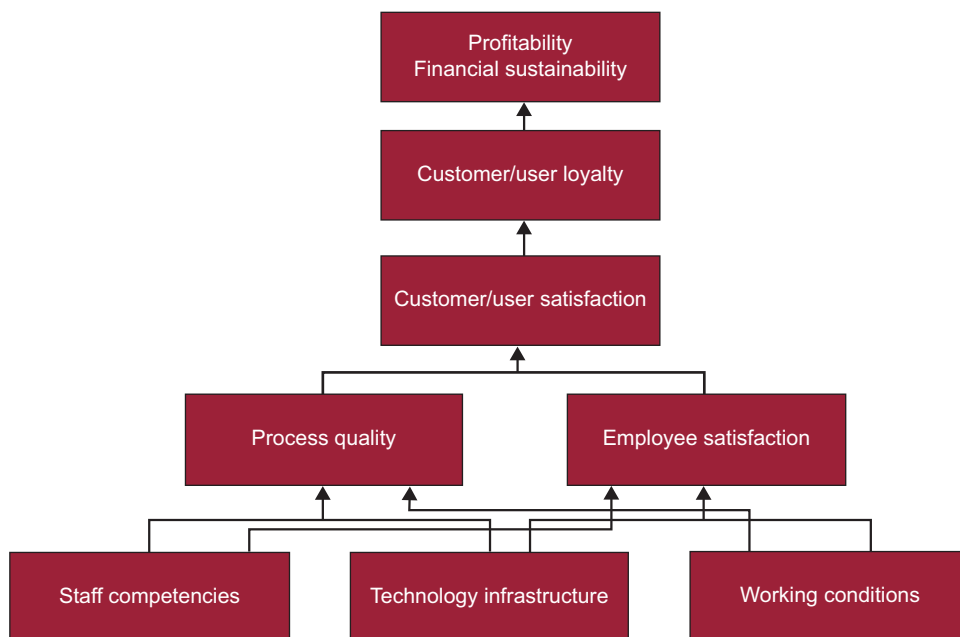 Profitability
Financial sustainability
Customer/user loyalty
Customer/user satisfaction
Process quality
Employee satisfaction
Staff competencies
Technology infrastructure
Working conditions